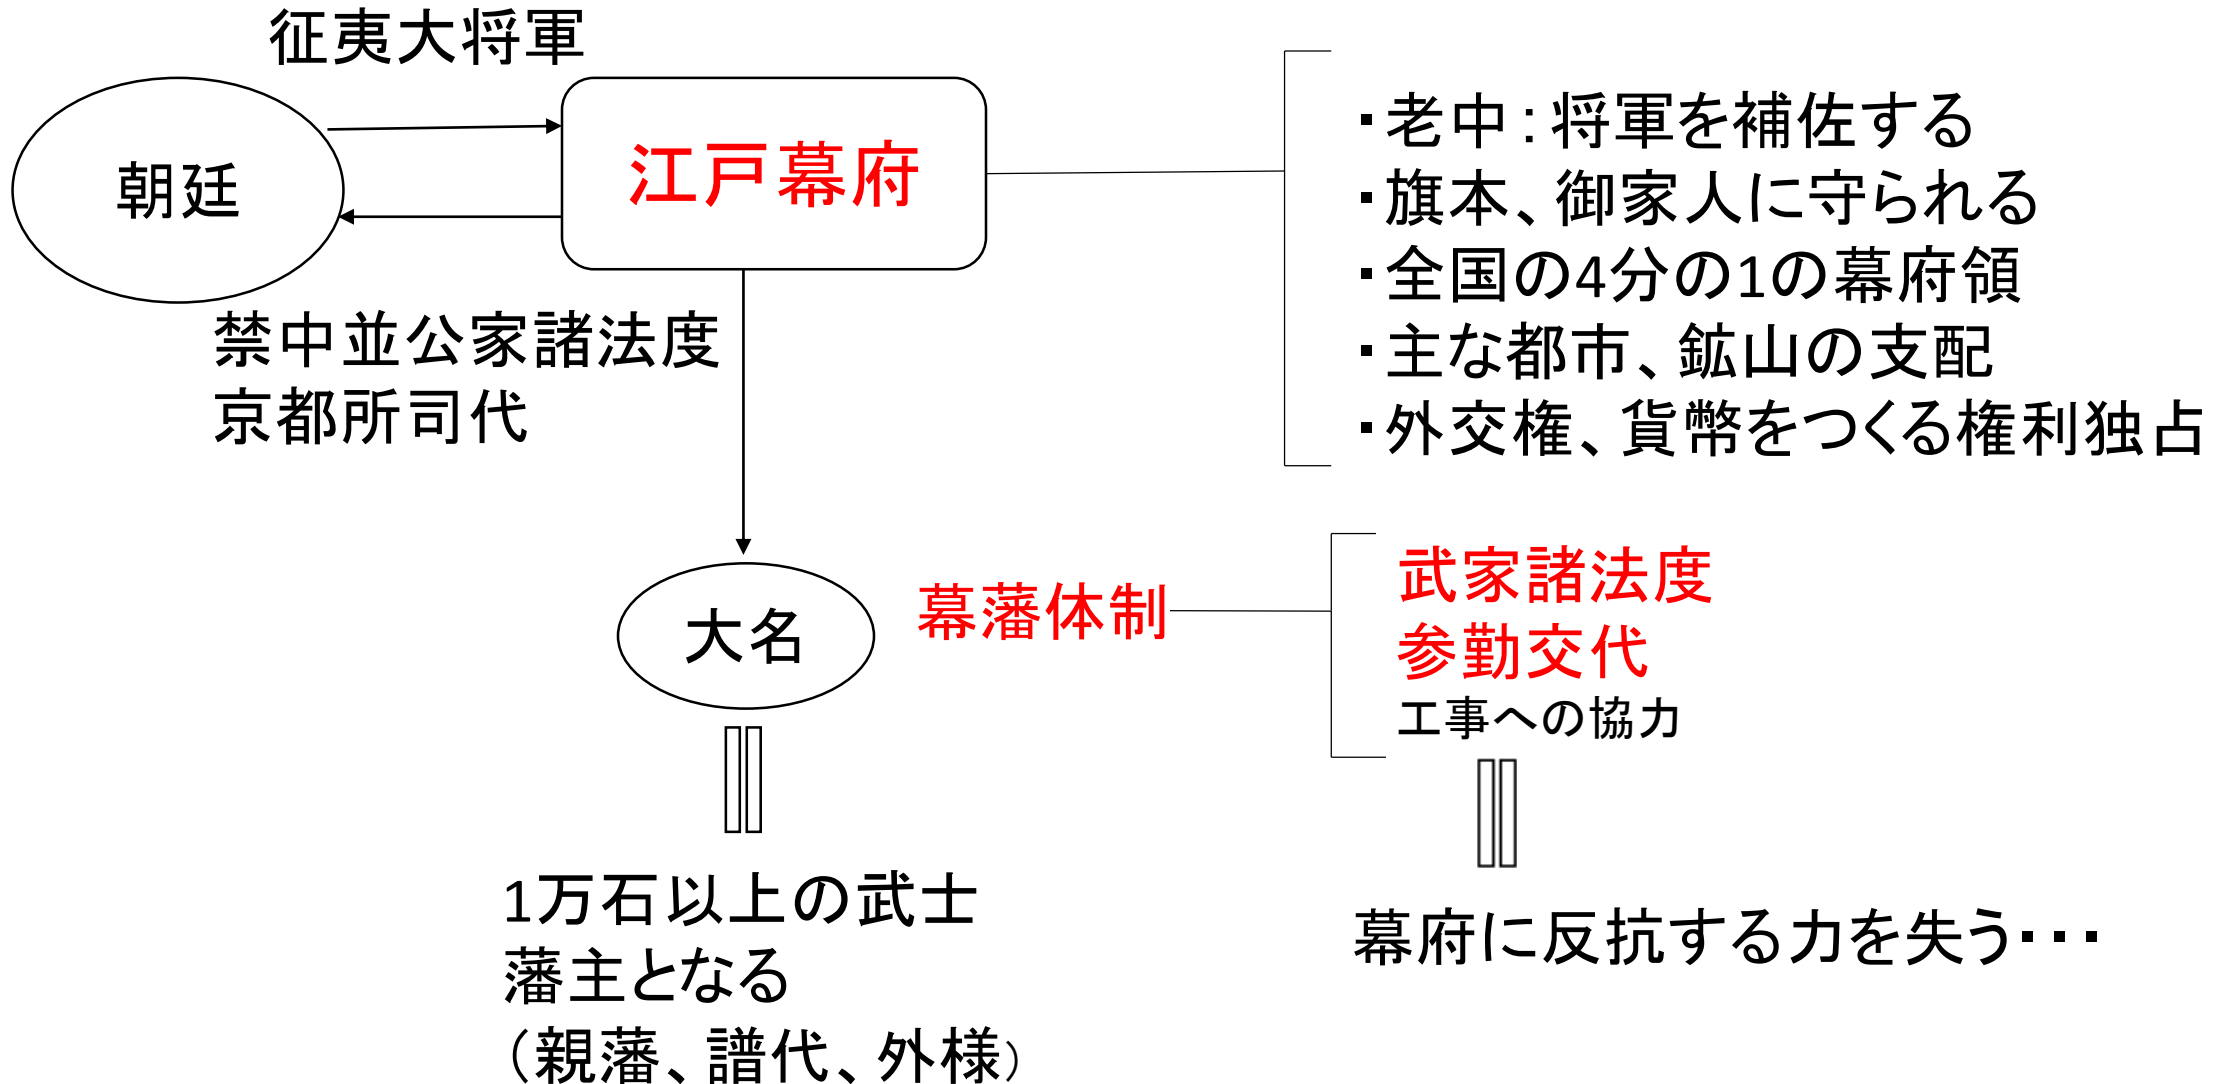 征夷大将軍
朝廷
江戸幕府
・老中:将軍を補佐する
・旗本、御家人に守られる
・全国の4分の1の幕府領
・主な都市、鉱山の支配
・外交権、貨幣をつくる権利独占
禁中並公家諸法度
京都所司代
大名
幕藩体制
武家諸法度
参勤交代
工事への協力
1万石以上の武士
藩主となる
(親藩、譜代、外様)
幕府に反抗する力を失う・・・